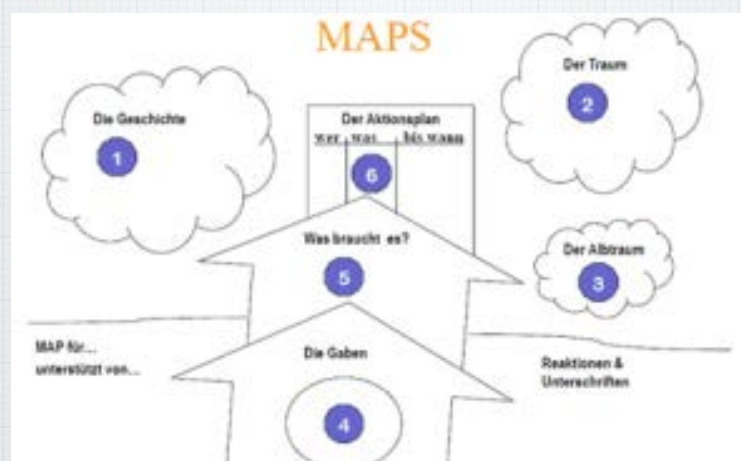 MAPS
Die Geschichte
1
Der Traum
2
Der Aktionsplan
wer was bis wann
6
Was braucht es?
5
Der Albtraum
3
MAP für...
unterstützt von...
Die Gaben
4
Reaktionen &
Unterschriften